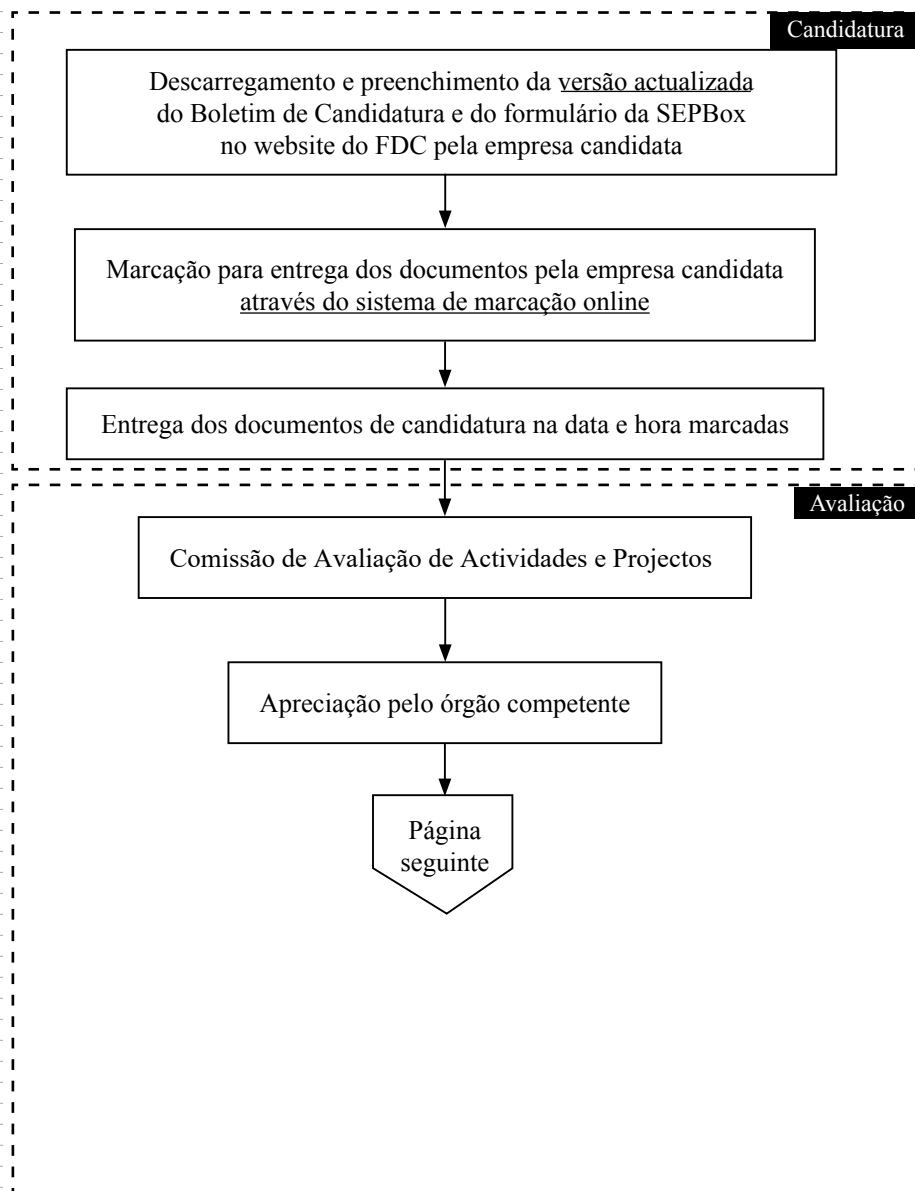 Candidatura
Descarregamento e preenchimento da versão actualizada
do Boletim de Candidatura e do formulário da SEPBox
no website do FDC pela empresa candidata
Marcação para entrega dos documentos pela empresa candidata
através do sistema de marcação online
Entrega dos documentos de candidatura na data e hora marcadas
Avaliação
Comissão de Avaliação de Actividades e Projectos
Apreciação pelo órgão competente
Página
seguinte